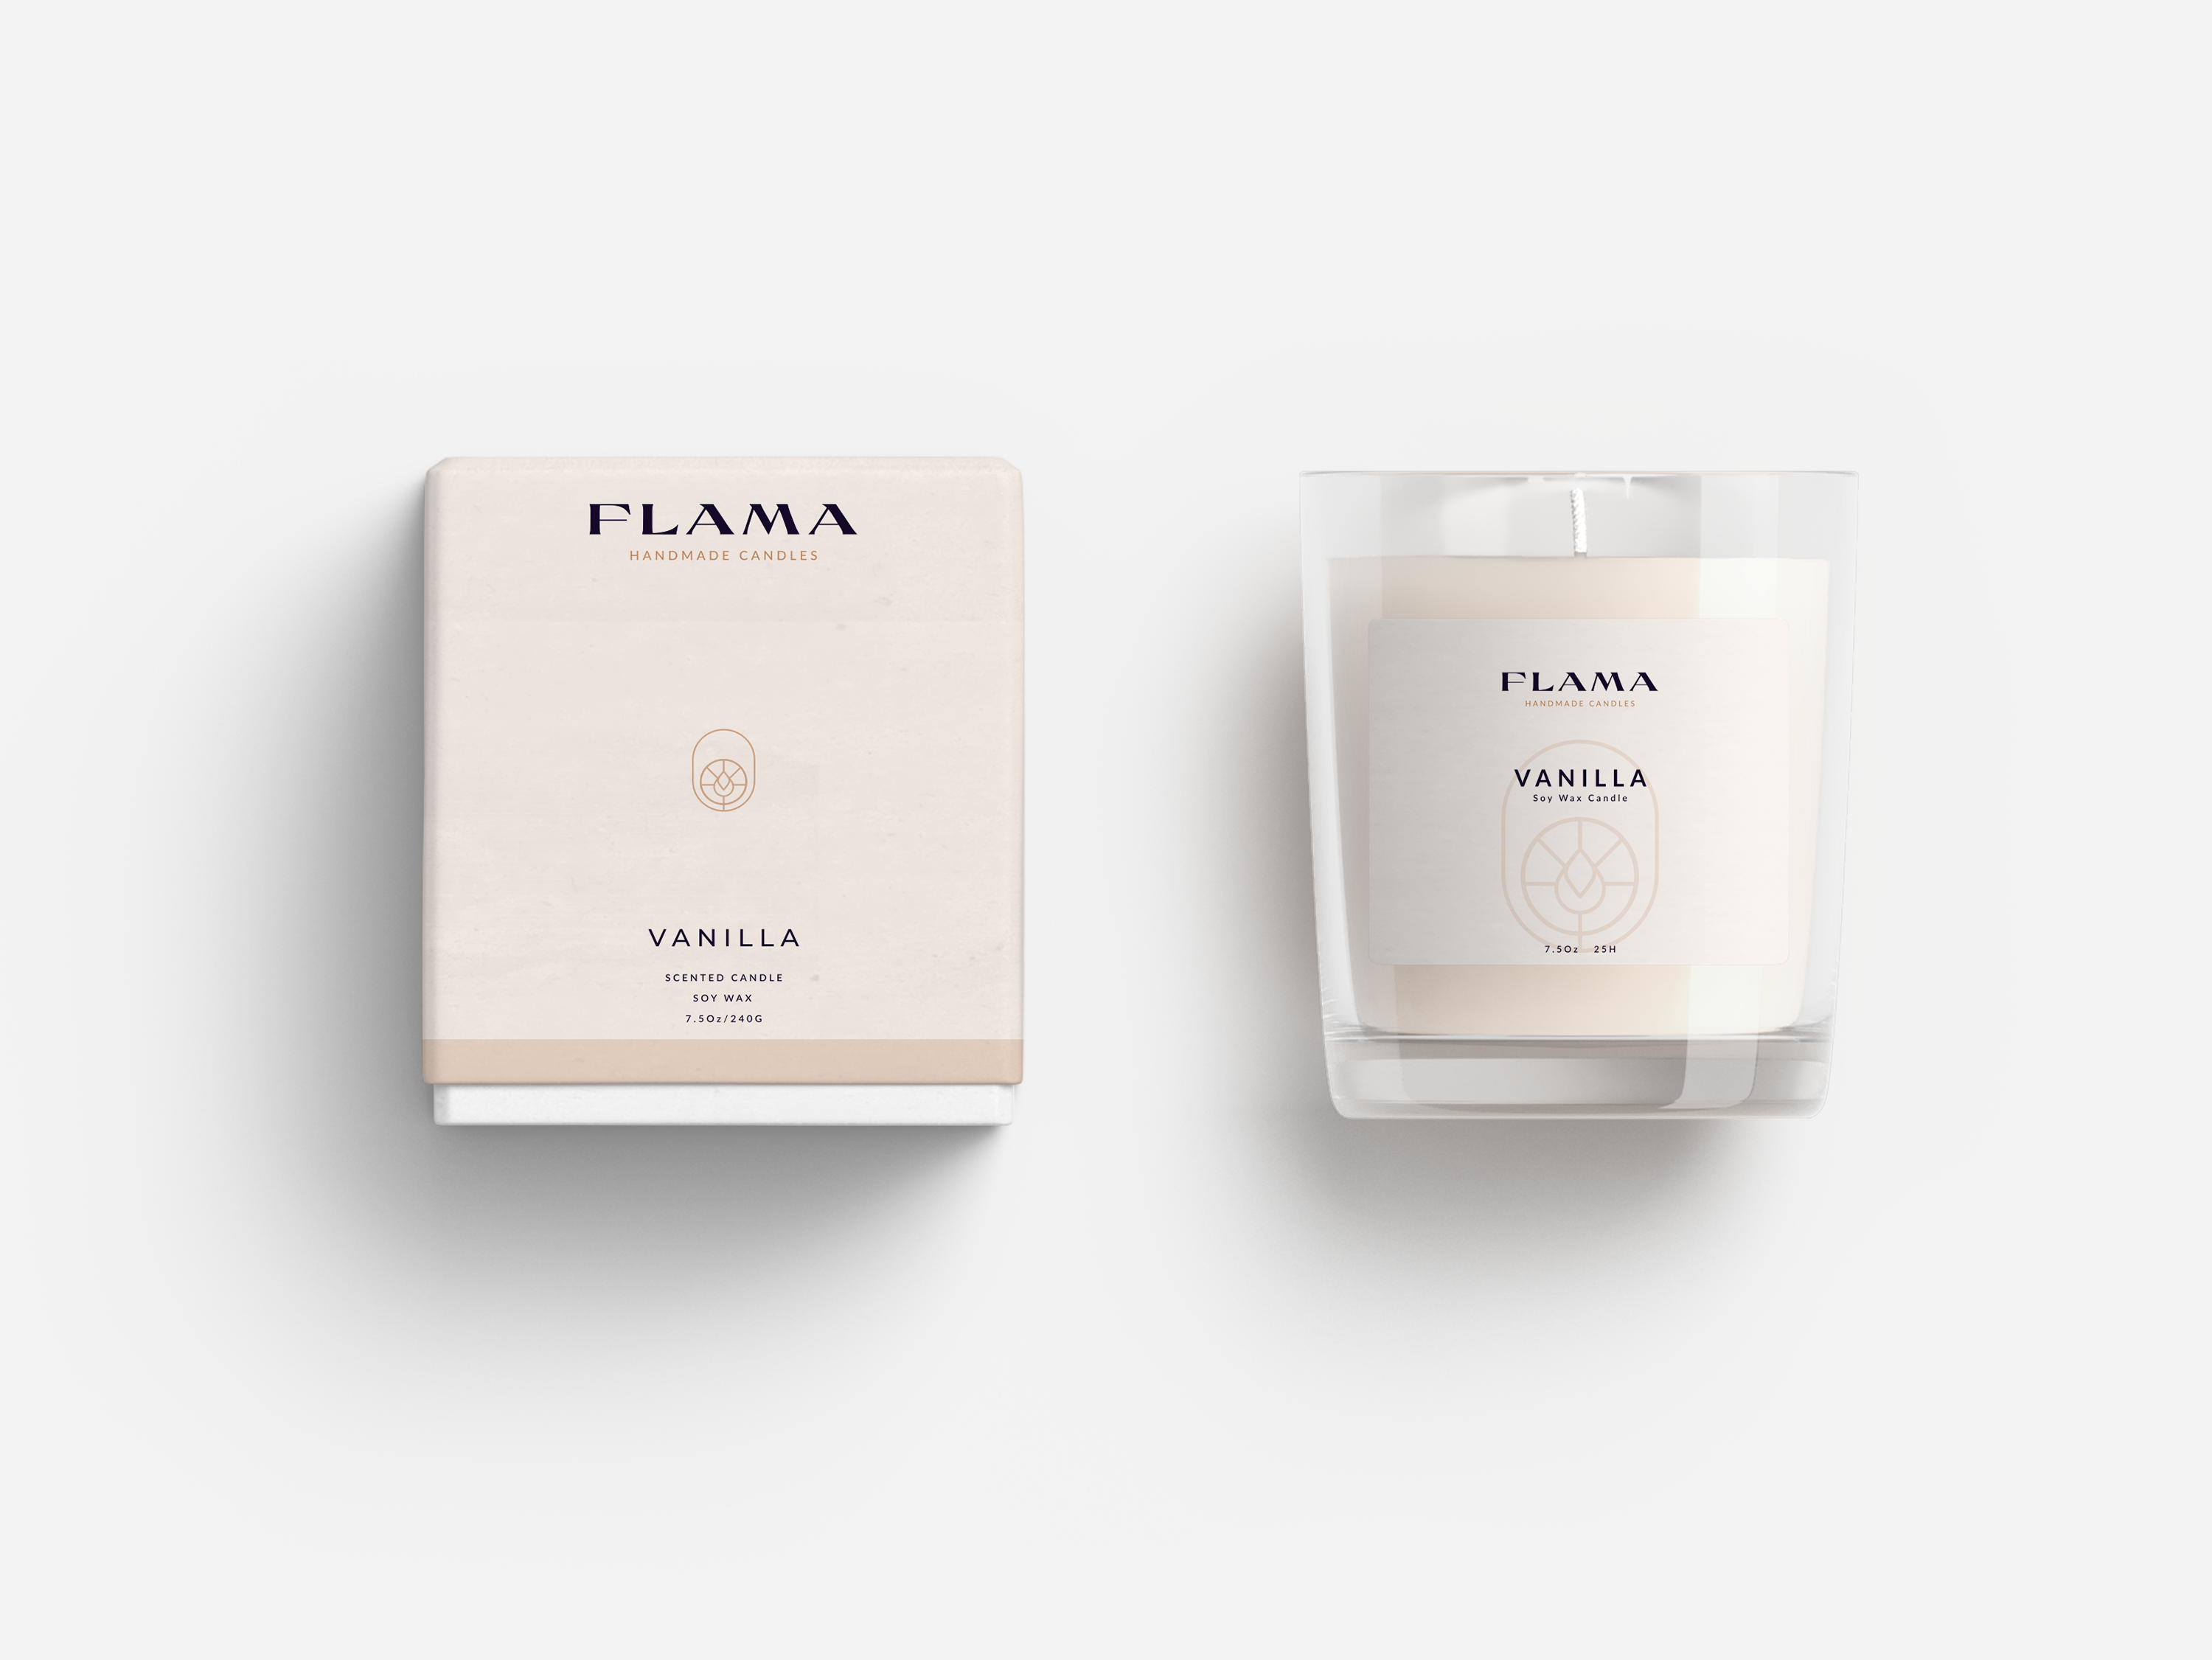 FLAMA
HANDMADE CANDLES
VANILLA
SCENTED CANDLE
SOY WAX
7.5Oz/240G
FLAMA
HANDMADE CANDLES
VANILLA
Soy Wax Candle
7.5Oz 25H